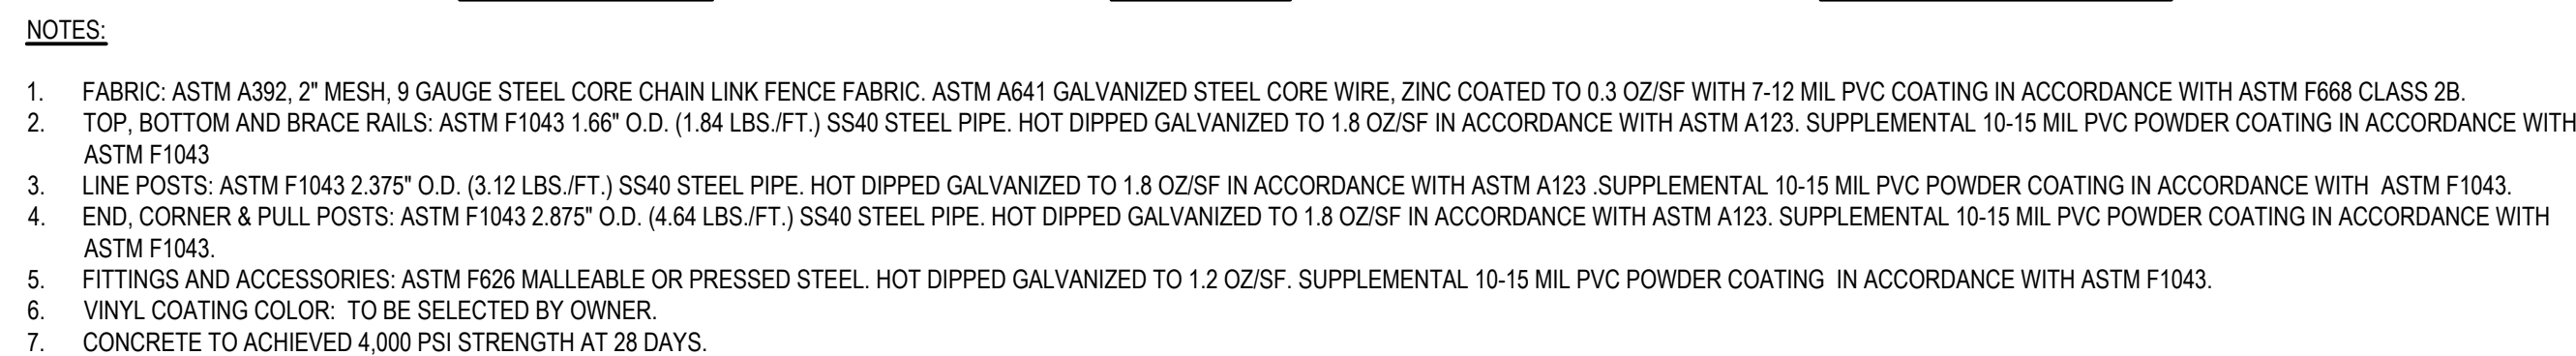 NOTES:
1. FABRIC: ASTM A392, 2" MESH, 9 GAUGE STEEL CORE CHAIN LINK FENCE FABRIC. ASTM A641 GALVANIZED STEEL CORE WIRE, ZINC COATED TO 0.3 OZ/SF WITH 7-12 MIL PVC COATING IN ACCORDANCE WITH ASTM F668 CLASS 2B.
2. TOP, BOTTOM AND BRACE RAILS: ASTM F1043 1.66" O.D. (1.84 LBS./FT.) SS40 STEEL PIPE. HOT DIPPED GALVANIZED TO 1.8 OZ/SF IN ACCORDANCE WITH ASTM A123. SUPPLEMENTAL 10-15 MIL PVC POWDER COATING IN ACCORDANCE WITH
ASTM F1043
3. LINE POSTS: ASTM F1043 2.375" O.D. (3.12 LBS./FT.) SS40 STEEL PIPE. HOT DIPPED GALVANIZED TO 1.8 OZ/SF IN ACCORDANCE WITH ASTM A123 .SUPPLEMENTAL 10-15 MIL PVC POWDER COATING IN ACCORDANCE WITH  ASTM F1043.
4. END, CORNER & PULL POSTS: ASTM F1043 2.875" O.D. (4.64 LBS./FT.) SS40 STEEL PIPE. HOT DIPPED GALVANIZED TO 1.8 OZ/SF IN ACCORDANCE WITH ASTM A123. SUPPLEMENTAL 10-15 MIL PVC POWDER COATING IN ACCORDANCE WITH
ASTM F1043.
5. FITTINGS AND ACCESSORIES: ASTM F626 MALLEABLE OR PRESSED STEEL. HOT DIPPED GALVANIZED TO 1.2 OZ/SF. SUPPLEMENTAL 10-15 MIL PVC POWDER COATING  IN ACCORDANCE WITH ASTM F1043.
6. VINYL COATING COLOR:  TO BE SELECTED BY OWNER.
7. CONCRETE TO ACHIEVED 4,000 PSI STRENGTH AT 28 DAYS.